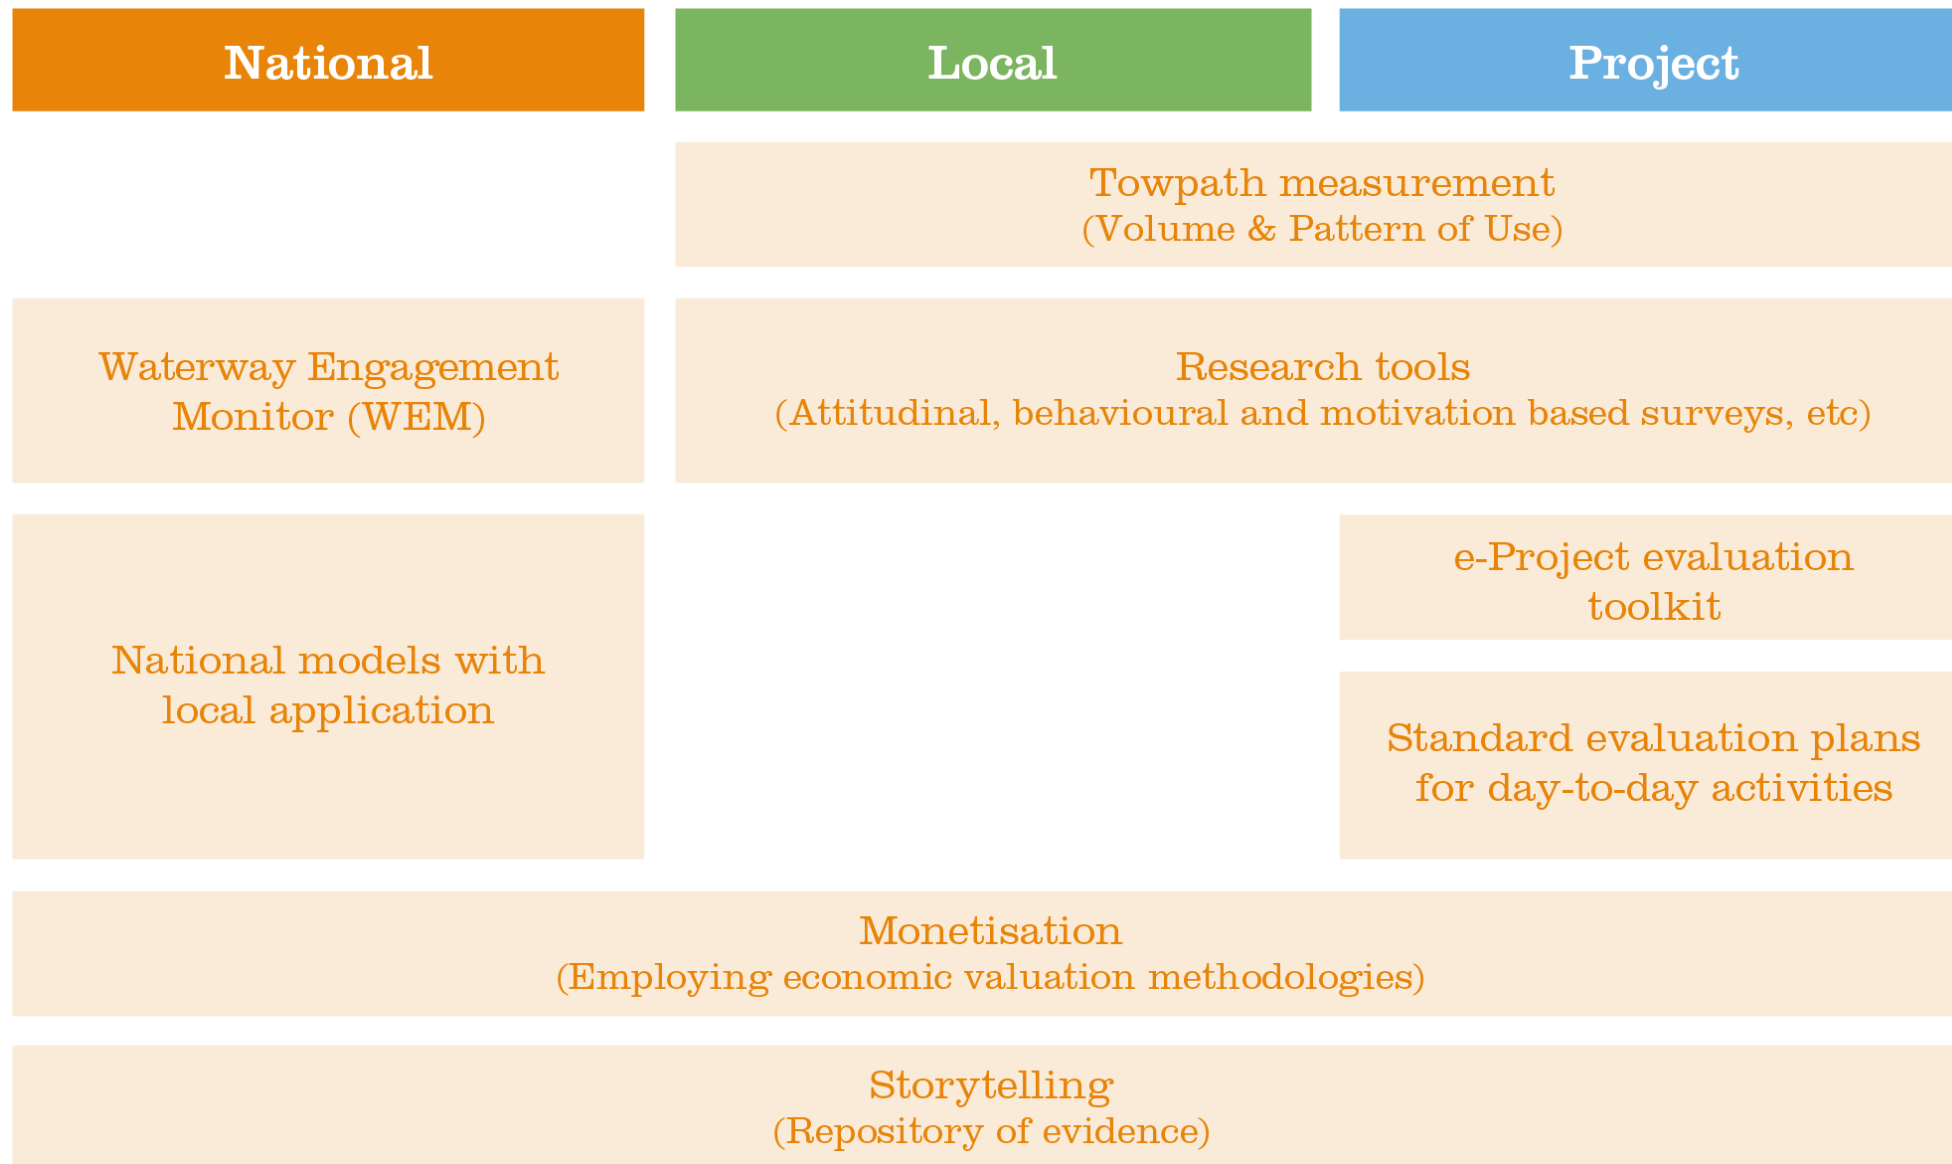 National
Local
Project
Towpath measurement
(Volume & Pattern of Use)
Waterway Engagement
Monitor (WEM)
Research tools
(Attitudinal, behavioural and motivation based surveys, etc)
National models with
local application
e-Project evaluation
toolkit
Standard evaluation plans
for day-to-day activities
Monetisation
(Employing economic valuation methodologies)
Storytelling
(Repository of evidence)